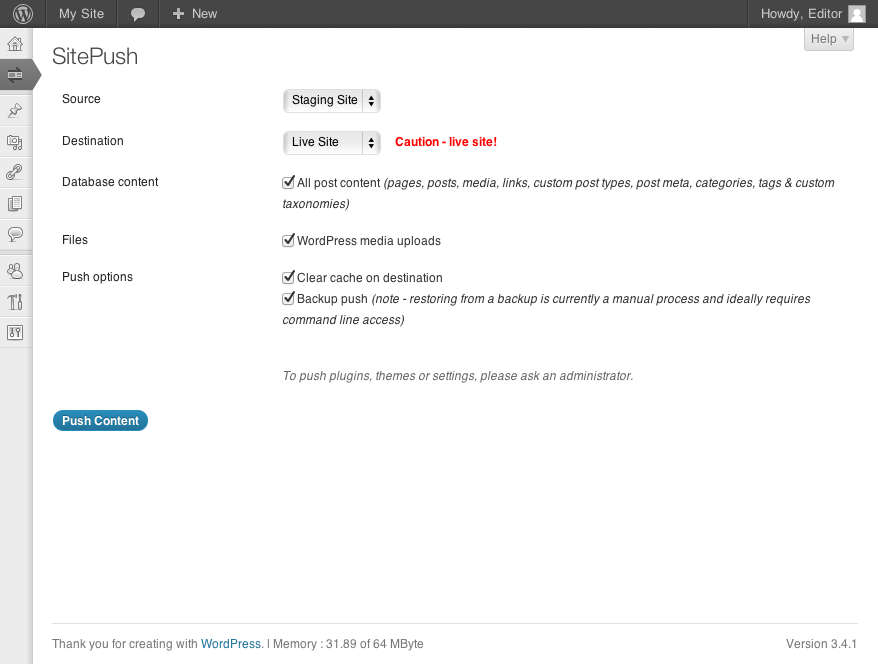 My Site
New
Howdy, Editor
Help
SitePush
Source
Staging Site
Destination
Live Site
Caution - live site!
Database content
All post content (pages, posts, media, links, custom post types, post meta, categories, tags & custom
taxonomies)
Files
WordPress media uploads
Push options
Clear cache on destination
Backup push (note - restoring from a backup is currently a manual process and ideally requires
command line access)
To push plugins, themes or settings, please ask an administrator.
Push Content
Thank you for creating with WordPress. | Memory : 31.89 of 64 MByte
Version 3.4.1